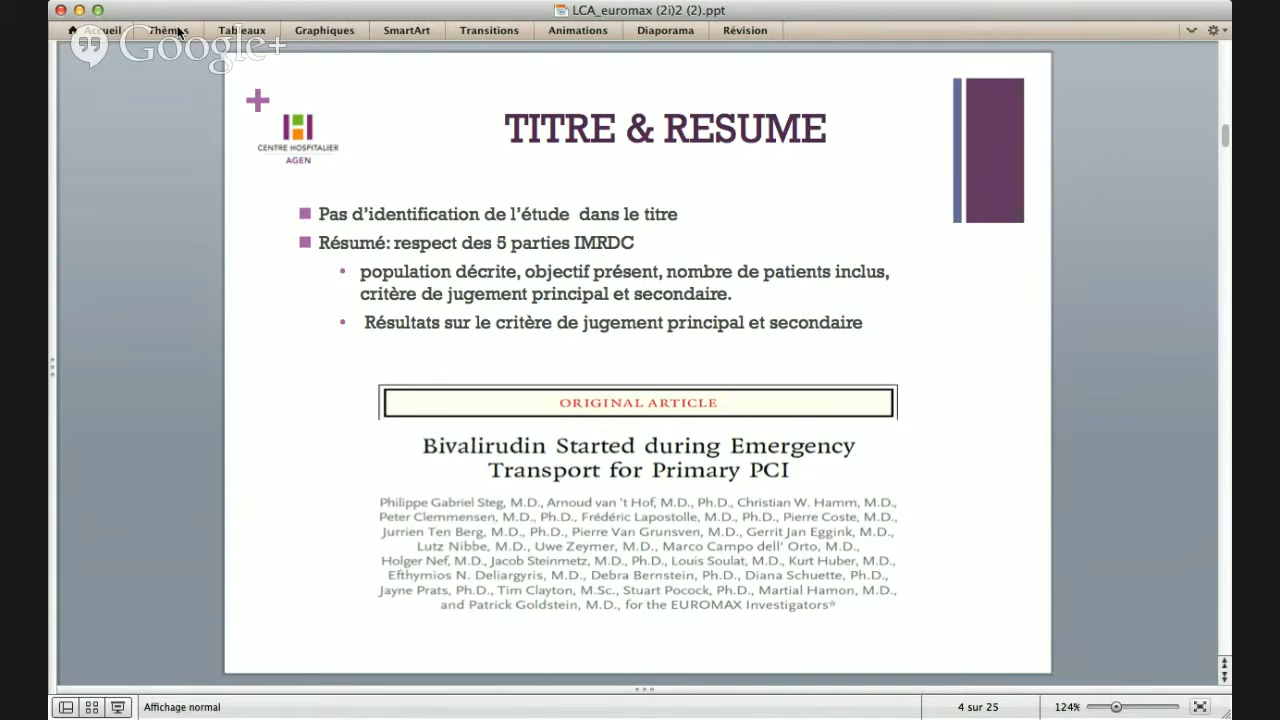 LCA_euromax (2i)2 (2).ppt
Accueil Thèmes Tableaux Graphiques SmartArt Transitions Animations Diaporama Révision
Google+
CENTRE HOSPITALIER
AGEN
TITRE & RESUME
Pas d’identification de l’étude dans le titre
Résumé: respect des 5 parties IMRDC
• population décrite, objectif présent, nombre de patients inclus,
critère de jugement principal et secondaire.
• Résultats sur le critère de jugement principal et secondaire
ORIGINAL ARTICLE
Bivalirudin Started during Emergency
Transport for Primary PCI
Philippe Gabriel Steg, M.D., Arnoud van 't Hof, M.D., Ph.D., Christian W. Hamm, M.D.,
Peter Clemmensen, M.D., Ph.D., Frédéric Lapostolle, M.D., Ph.D., Pierre Coste, M.D.,
Jurrien Ten Berg, M.D., Ph.D., Pierre Van Grunsven, M.D., Gerrit Jan Eggink, M.D.,
Lutz Nibbe, M.D., Uwe Zeymer, M.D., Marco Campo dell' Orto, M.D.,
Holger Nef, M.D., Jacob Steinmetz, M.D., Ph.D., Louis Soulat, M.D., Kurt Huber, M.D.,
Efthymios N. Deliargyris, M.D., Debra Bernstein, Ph.D., Diana Schuette, Ph.D.,
Jayne Prats, Ph.D., Tim Clayton, M.Sc., Stuart Pocock, Ph.D., Martial Hamon, M.D.,
and Patrick Goldstein, M.D., for the EUROMAX Investigators*
Affichage normal 4 sur 25 124%